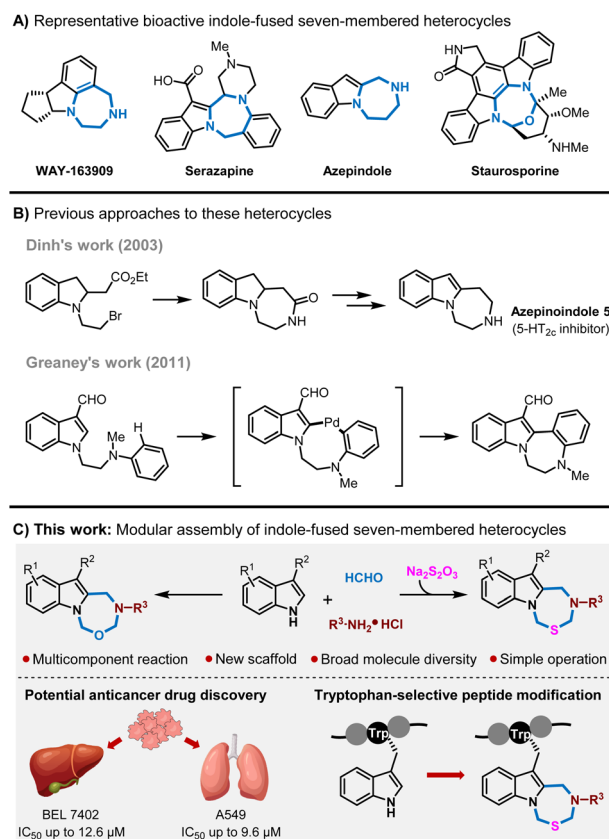 A) Representative bioactive indole-fused seven-membered heterocycles
N
NH
WAY-163909
Me
N
HO
O
N
N
Serazapine
NH
N
Azepindole
HN
O
N
Me
N
O
OMe
NHMe
Staurosporine
B) Previous approaches to these heterocycles
Dinh's work (2003)
CO2Et
N
Br
O
N
NH
N
NH
Azepinoindole 5
(5-HT2c inhibitor)
Greaney's work (2011)
CHO
Me
H
N
N
CHO
Pd
N
N
Me
CHO
N
N
Me
C) This work: Modular assembly of indole-fused seven-membered heterocycles
R1
R2
N
N-R3
O
R1
R2
N
H
+
HCHO
R3-NH2•HCl
Na2S2O3
R1
R2
N
N-R3
S
Multicomponent reaction
New scaffold
Broad molecule diversity
Simple operation
Potential anticancer drug discovery
BEL 7402
IC50 up to 12.6 μM
A549
IC50 up to 9.6 μM
Tryptophan-selective peptide modification
Trp
N
H
Trp
N
N-R3
S